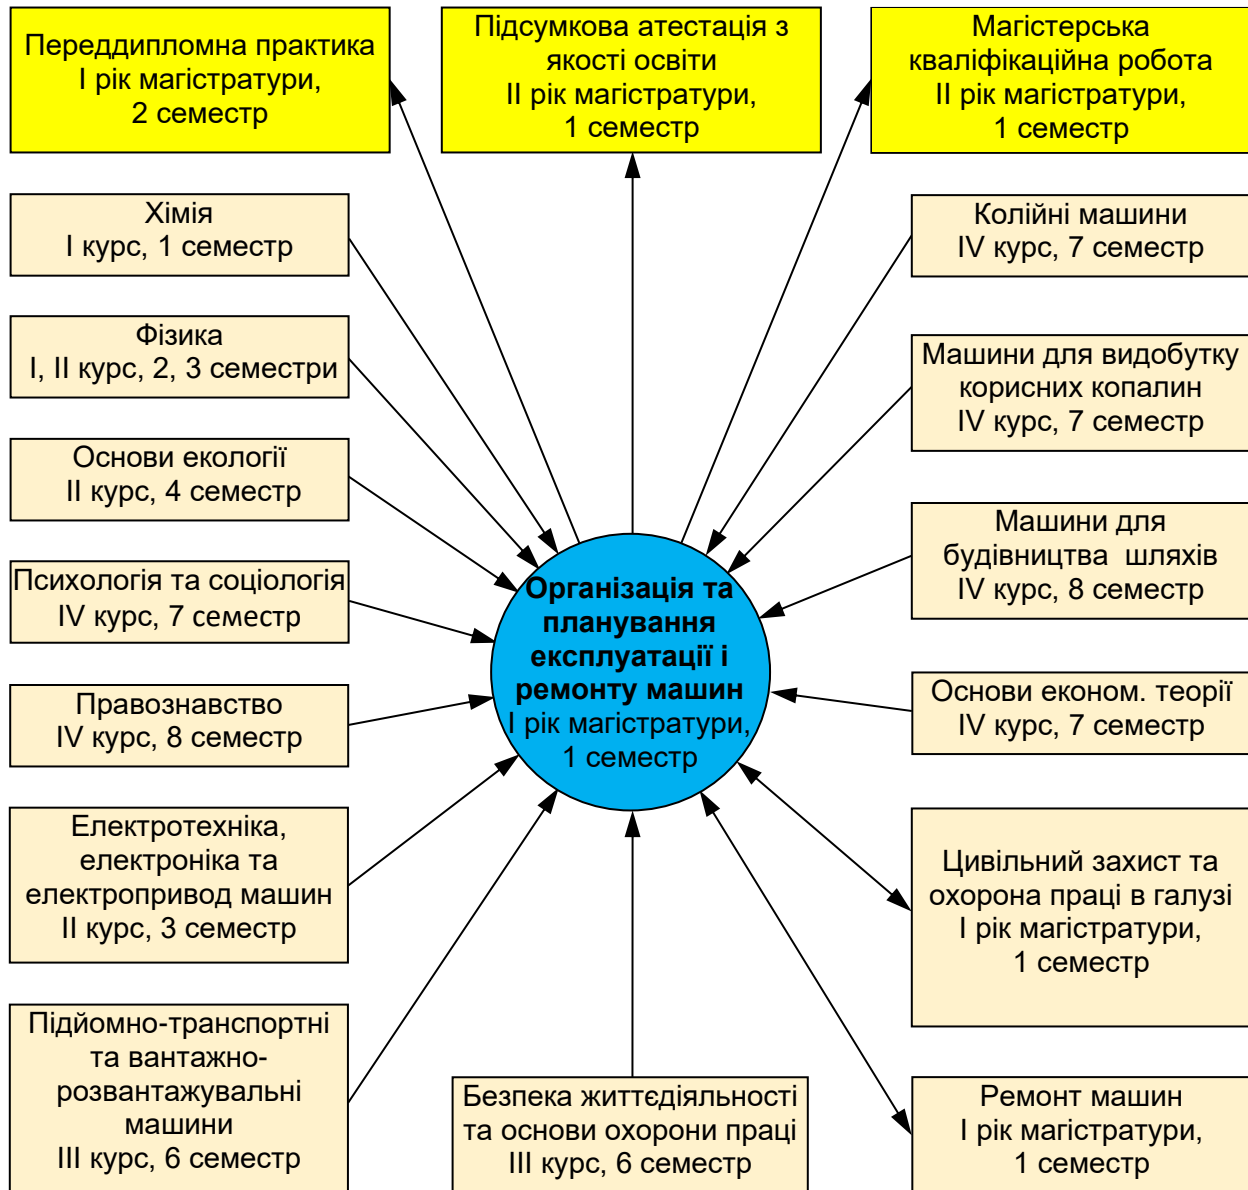 Переддипломна практика
І рік магістратури,
2 семестр
Підсумкова атестація з
якості освіти
ІІ рік магістратури,
1 семестр
Магістерська
кваліфікаційна робота
ІІ рік магістратури,
1 семестр
Хімія
І курс, 1 семестр
Фізика
І, ІІ курс, 2, 3 семестри
Основи екології
ІІ курс, 4 семестр
Психологія та соціологія
IV курс, 7 семестр
Правознавство
IV курс, 8 семестр
Електротехніка,
електроніка та
електропривод машин
ІІ курс, 3 семестр
Підйомно-транспортні
та вантажно-
розвантажувальні
машини
ІІІ курс, 6 семестр
Організація та
планування
експлуатації і
ремонту машин
І рік магістратури,
1 семестр
Безпека життєдіяльності
та основи охорони праці
ІІІ курс, 6 семестр
Колійні машини
IV курс, 7 семестр
Машини для видобутку
корисних копалин
IV курс, 7 семестр
Машини для
будівництва шляхів
IV курс, 8 семестр
Основи економ. теорії
IV курс, 7 семестр
Цивільний захист та
охорона праці в галузі
І рік магістратури,
1 семестр
Ремонт машин
І рік магістратури,
1 семестр